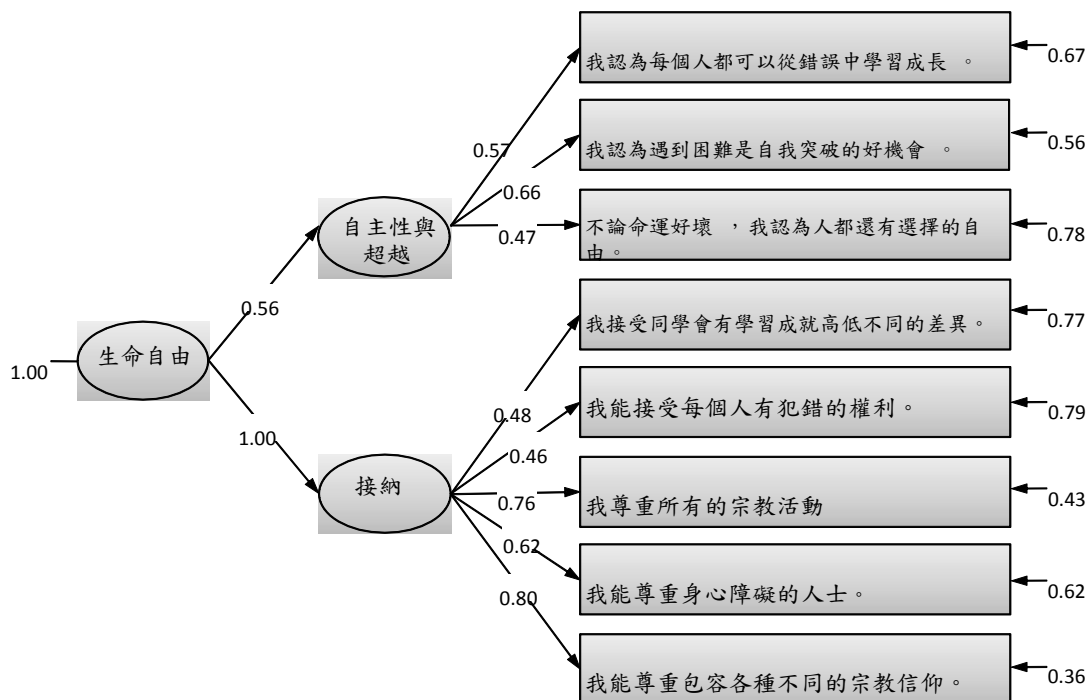 我認為每個人都可以從錯誤中學習成長 。
0.67
0.57
我認為遇到困難是自我突破的好機會 。
0.56
0.66
自主性與
超越
0.47
不論命運好壞 ，我認為人都還有選擇的自
由。
0.78
0.56
我接受同學會有學習成就高低不同的差異。
0.77
生命自由
1.00
我能接受每個人有犯錯的權利。
0.79
0.48
1.00
0.46
接納
0.76
我尊重所有的宗教活動
0.43
0.62
我能尊重身心障礙的人士。
0.62
0.80
我能尊重包容各種不同的宗教信仰。
0.36